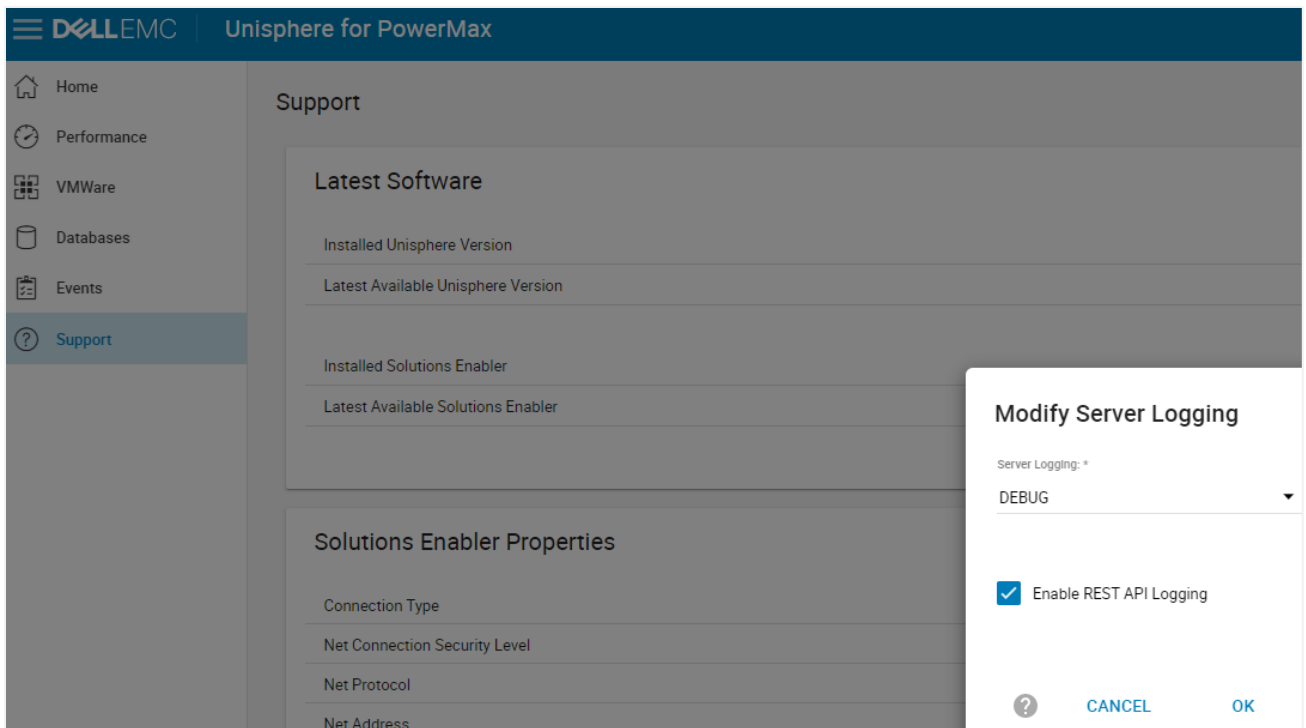 DELLEMC Unisphere for PowerMax
Home
Performance
VMWare
Databases
Events
Support
Support
Latest Software
Installed Unisphere Version
Latest Available Unisphere Version
Installed Solutions Enabler
Latest Available Solutions Enabler
Solutions Enabler Properties
Connection Type
Net Connection Security Level
Net Protocol
Net Address
Modify Server Logging
Server Logging: *
DEBUG
Enable REST API Logging
? CANCEL OK